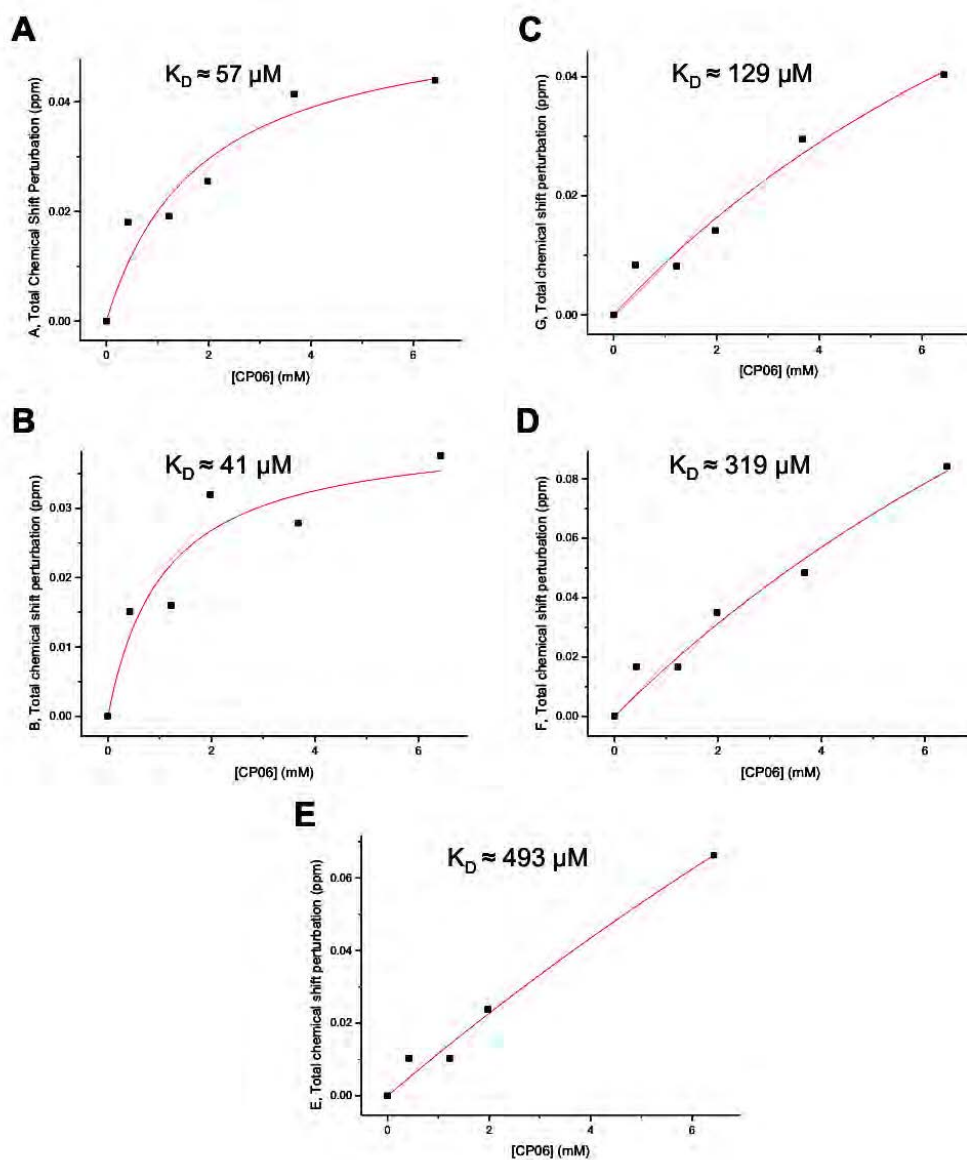 A
K_D ≈ 57 µM
A, Total Chemical Shift Perturbation (ppm)
0.04
0.02
0.00
0
2
4
6
[CP06] (mM)
C
K_D ≈ 129 µM
G, Total chemical shift perturbation (ppm)
0.04
0.02
0.00
0
2
4
6
[CP06] (mM)
B
K_D ≈ 41 µM
B, Total chemical shift perturbation (ppm)
0.03
0.02
0.01
0.00
0
2
4
6
[CP06] (mM)
D
K_D ≈ 319 µM
F, Total chemical shift perturbation (ppm)
0.08
0.06
0.04
0.02
0.00
0
2
4
6
[CP06] (mM)
E
K_D ≈ 493 µM
E, Total chemical shift perturbation (ppm)
0.06
0.04
0.02
0.00
0
2
4
6
[CP06] (mM)